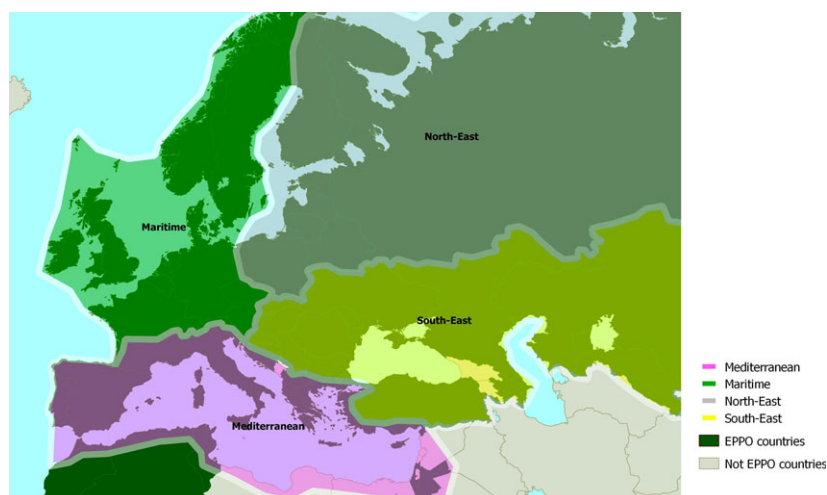 North-East
Maritime
South-East
Mediterranean
Mediterranean
Maritime
North-East
South-East
EPPO countries
Not EPPO countries